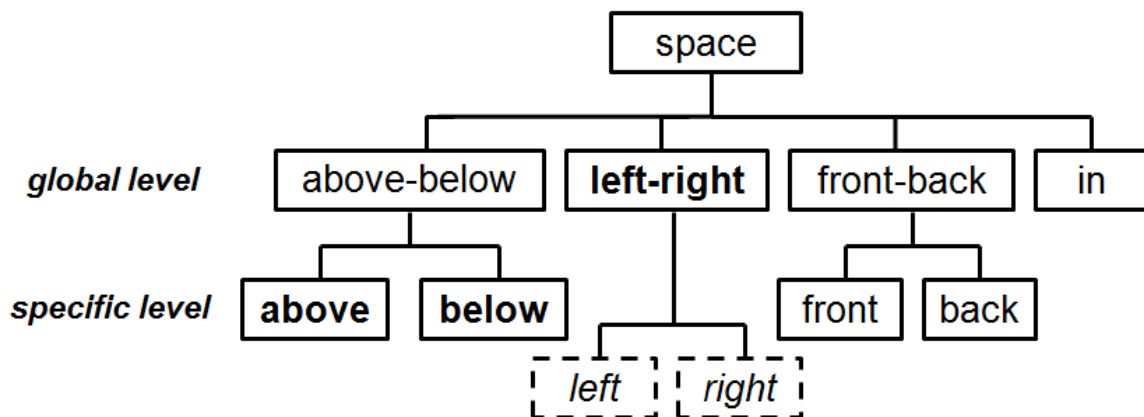 space
global level above-below left-right front-back in
specific level above below front back
left right